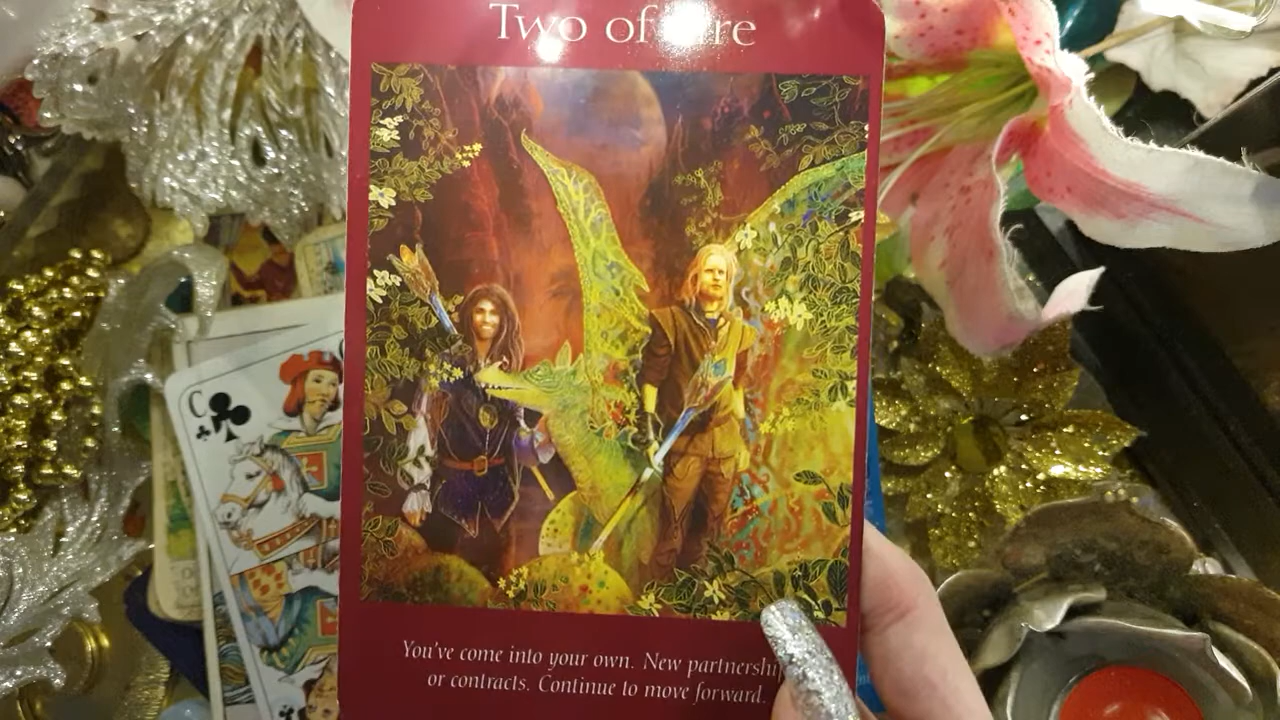 Two of
You've come into your own. New
or contracts. Continue to move forward.
C